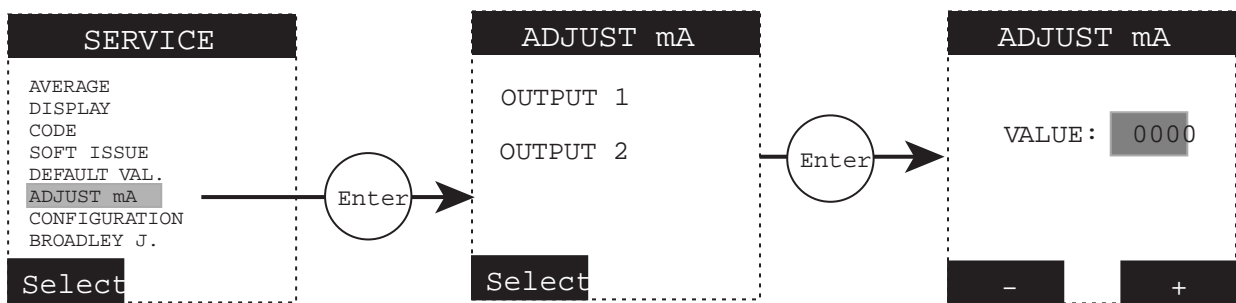 SERVICE
AVERAGE
DISPLAY
CODE
SOFT ISSUE
DEFAULT VAL.
ADJUST mA
CONFIGURATION
BROADLEY J.
Select
Enter
ADJUST mA
OUTPUT 1
OUTPUT 2
Select
Enter
ADJUST mA
VALUE: 0000
- +